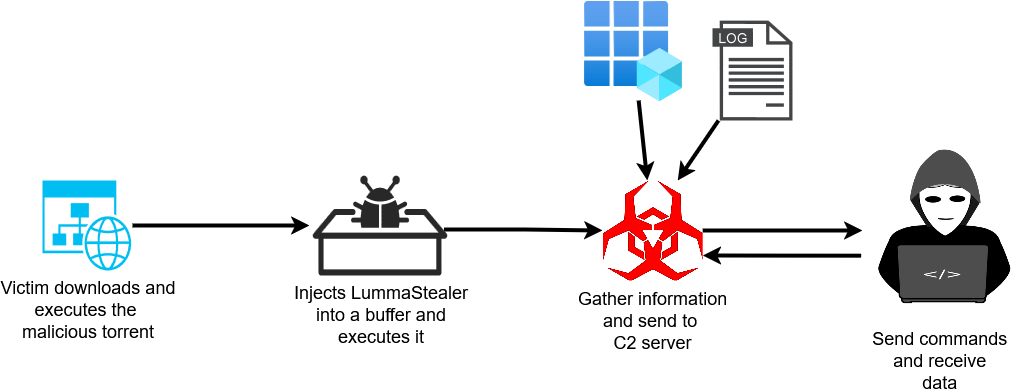 LOG
Victim downloads and
executes the
malicious torrent
Injects LummaStealer
into a buffer and
executes it
Gather information
and send to
C2 server
</>
Send commands
and receive
data